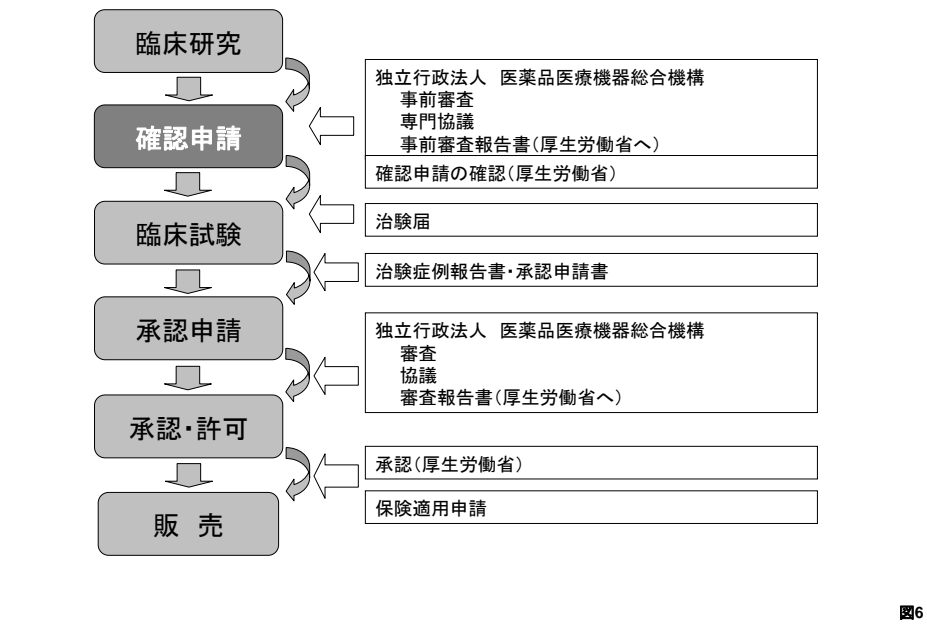 臨床研究
確認申請
臨床試験
承認申請
承認・許可
販　売
独立行政法人　医薬品医療機器総合機構
事前審査
専門協議
事前審査報告書(厚生労働省へ)
確認申請の確認(厚生労働省)
治験届
治験症例報告書・承認申請書
独立行政法人　医薬品医療機器総合機構
審査
協議
審査報告書(厚生労働省へ)
承認(厚生労働省)
保険適用申請
図6